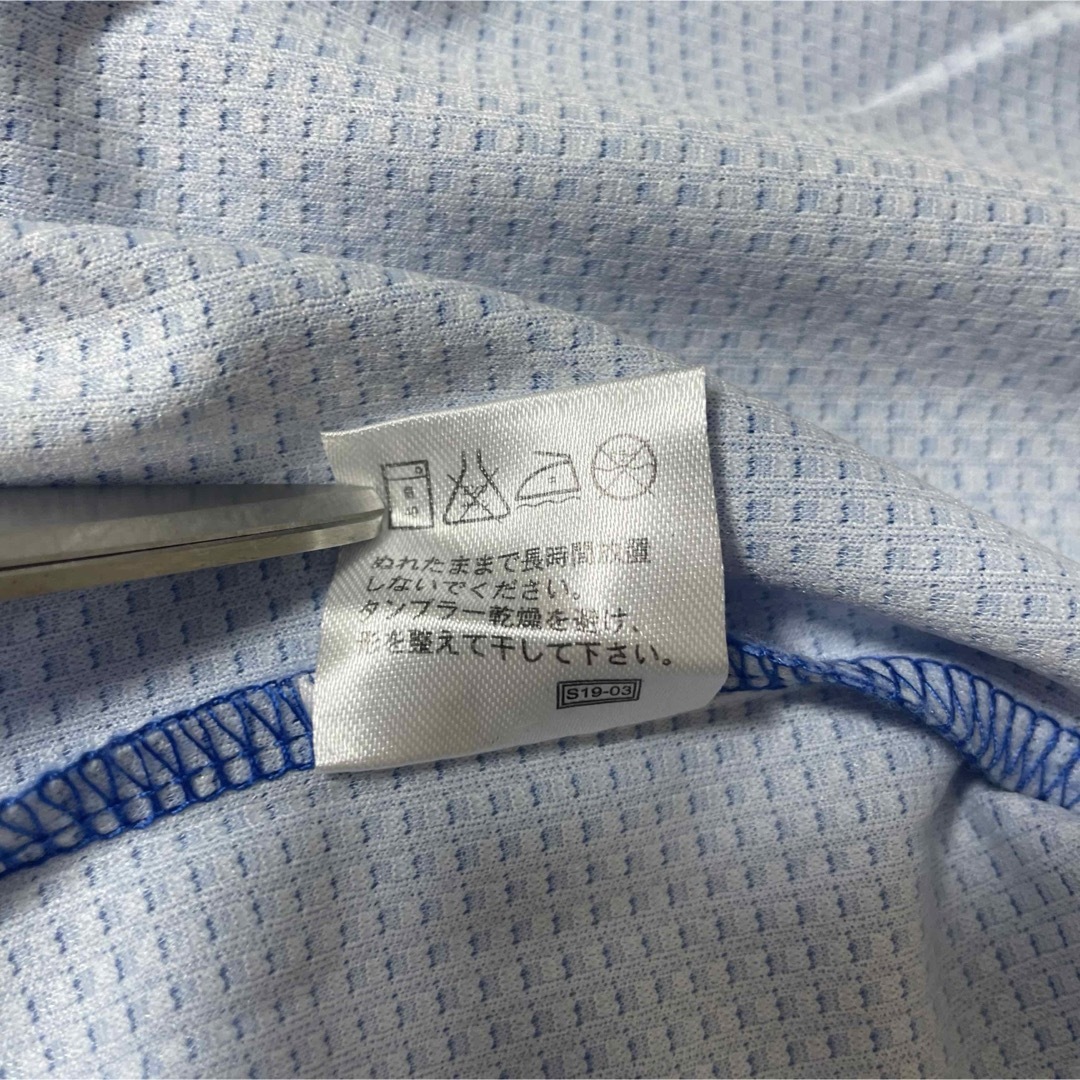 ぬれたままで長時間放置
しないでください。
タンブラー乾燥を避け、
形を整えて干して下さい。
S19-03